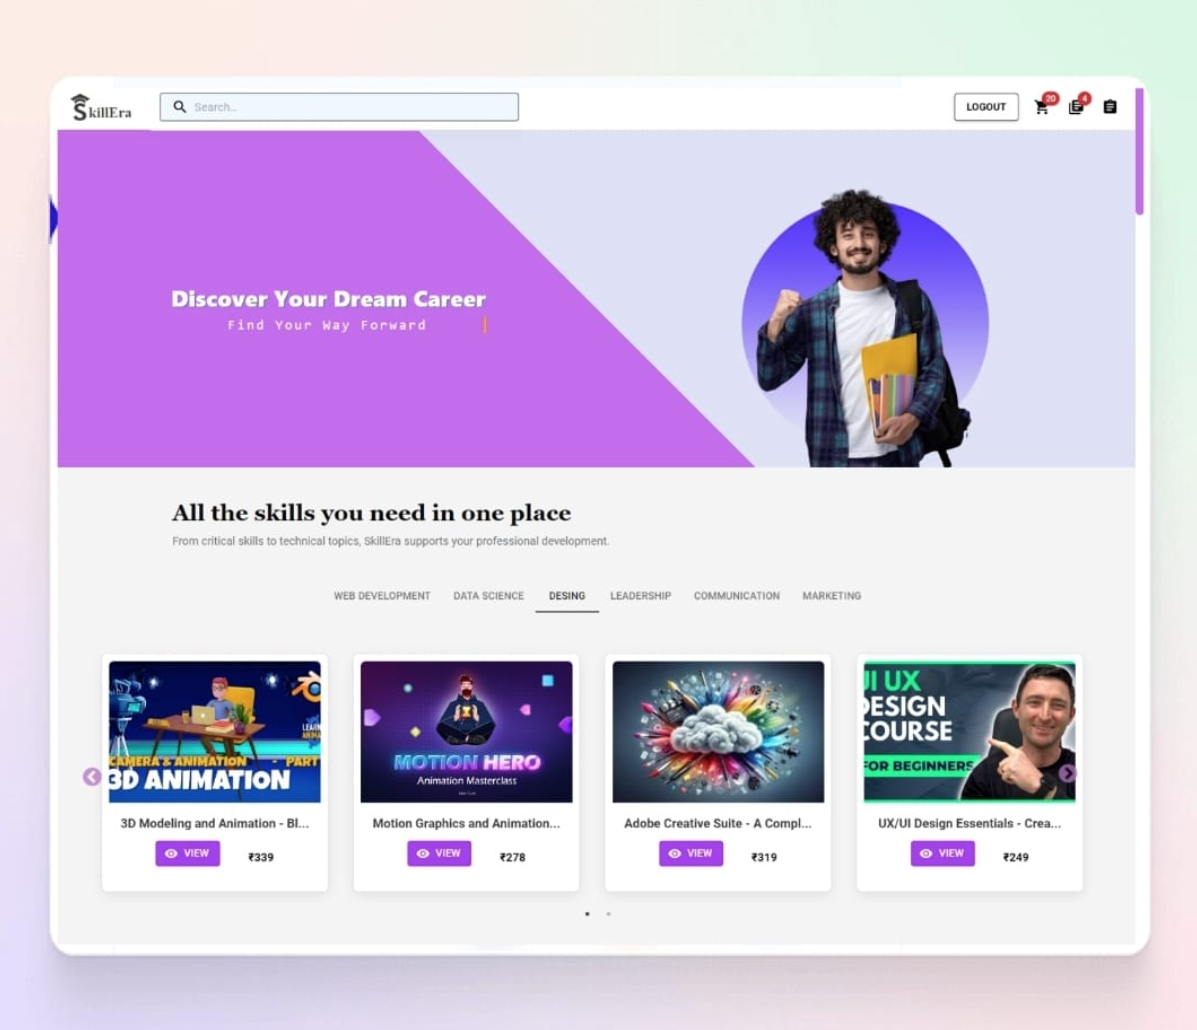 SkillEra
Search...
LOGOUT
20
4
Discover Your Dream Career
Find Your Way Forward
All the skills you need in one place
From critical skills to technical topics, SkillEra supports your professional development.
WEB DEVELOPMENT DATA SCIENCE DESING LEADERSHIP COMMUNICATION MARKETING
LEARN
CAMERA & ANIMATION - PART
3D ANIMATION
MOTION HERO
Animation Masterclass
UI UX
DESIGN
COURSE
FOR BEGINNERS
3D Modeling and Animation - Bl...
VIEW ₹339
Motion Graphics and Animation...
VIEW ₹278
Adobe Creative Suite - A Compl...
VIEW ₹319
UX/UI Design Essentials - Crea...
VIEW ₹249